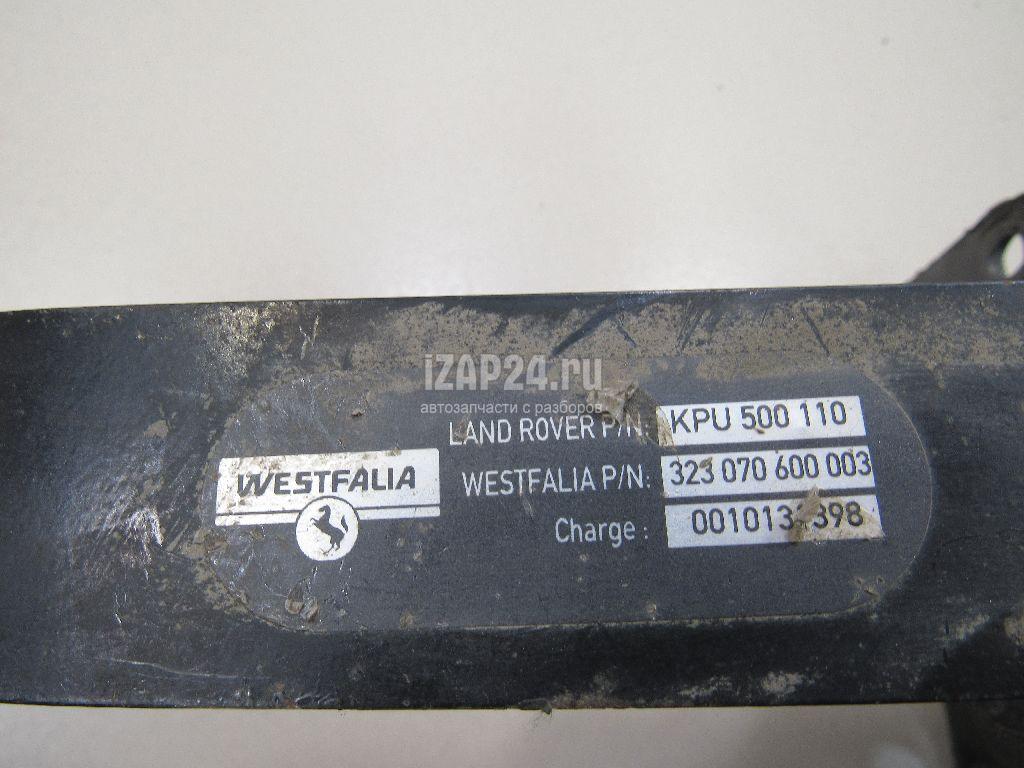 iZAP24.ru
автозапчасти с разборов
LAND ROVER P/N: KPU 500 110
WESTFALIA
WESTFALIA P/N: 323 070 600 003
Charge :